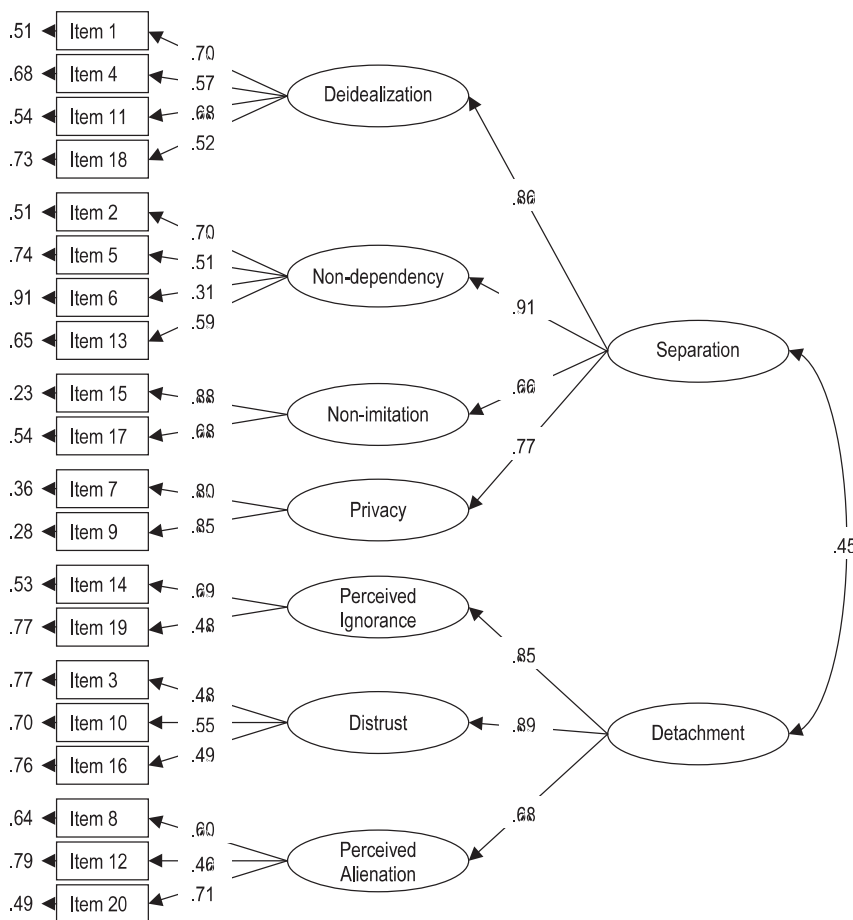 .51 Item 1 .70
.68 Item 4 .57
.54 Item 11 .68
.73 Item 18 .52
Deidealization
.86
.51 Item 2 .70
.74 Item 5 .51
.91 Item 6 .31
.65 Item 13 .59
Non-dependency
.91
Separation
.23 Item 15 .88
.54 Item 17 .68
Non-imitation
.66
.36 Item 7 .80
.28 Item 9 .85
Privacy
.77
.45
.53 Item 14 .69
.77 Item 19 .48
Perceived
Ignorance
.85
.77 Item 3 .48
.70 Item 10 .55
.76 Item 16 .49
Distrust
.89
Detachment
.64 Item 8 .60
.79 Item 12 .46
.49 Item 20 .71
Perceived
Alienation
.68